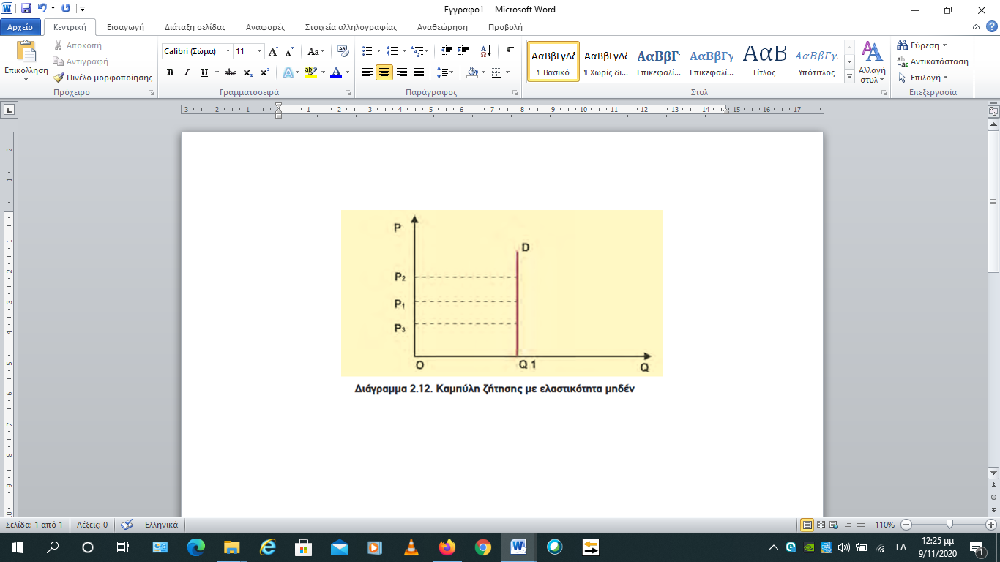 Έγγραφο1 - Microsoft Word
Αρχείο Κεντρική Εισαγωγή Διάταξη σελίδας Αναφορές Στοιχεία αλληλογραφίας Αναθεώρηση Προβολή
Επικόλληση
Αποκοπή
Αντιγραφή
Πινέλο μορφοποίησης
Πρόχειρο
Calibri (Σώμα) 11
Γραμματοσειρά
Παράγραφος
ΑαΒβΓγΔδ ΑαΒβΓγΔδ ΑαΒβΓ ΑαΒβΓγ ΑαΒ ΑαΒβΓγ
¶ Βασικό ¶ Χωρίς δι... Επικεφαλί... Επικεφαλί... Τίτλος Υπότιτλος
Στυλ
Αλλαγή
στυλ
Εύρεση
Αντικατάσταση
Επιλογή
Επεξεργασία
3 2 1 1 2 3 4 5 6 7 8 9 10 11 12 13 14 15 16 17
P
D
P2
P1
P3
O Q 1 Q
Διάγραμμα 2.12. Καμπύλη ζήτησης με ελαστικότητα μηδέν
Σελίδα: 1 από 1 Λέξεις: 0 Ελληνικά 110%
ΕΛ 12:25 μμ
9/11/2020 1